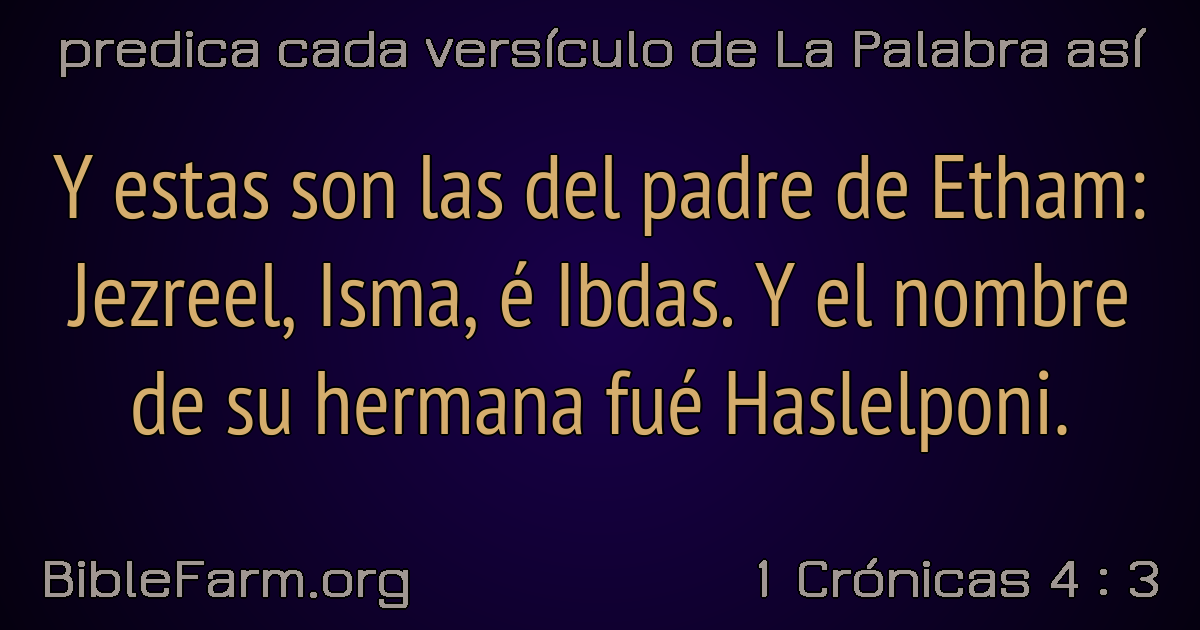 predica cada versículo de La Palabra así
Y estas son las del padre de Etham:
Jezreel, Isma, é Ibdas. Y el nombre
de su hermana fué Haslelponi.
BibleFarm.org
1 Crónicas 4 : 3